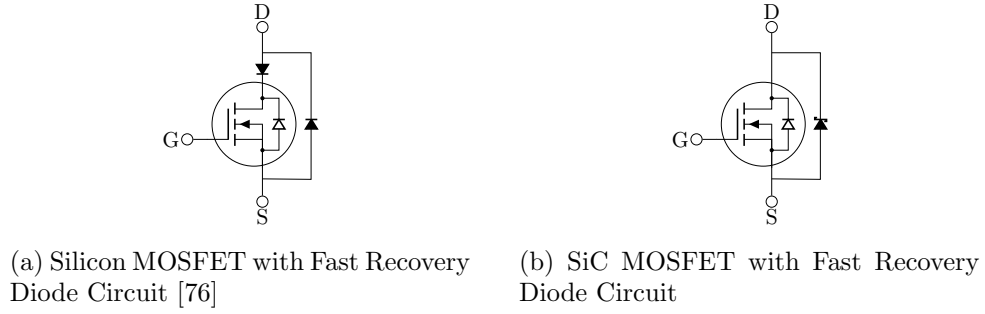 D
D
G
G
S
S
(a) Silicon MOSFET with Fast Recovery
Diode Circuit [76]
(b) SiC MOSFET with Fast Recovery
Diode Circuit